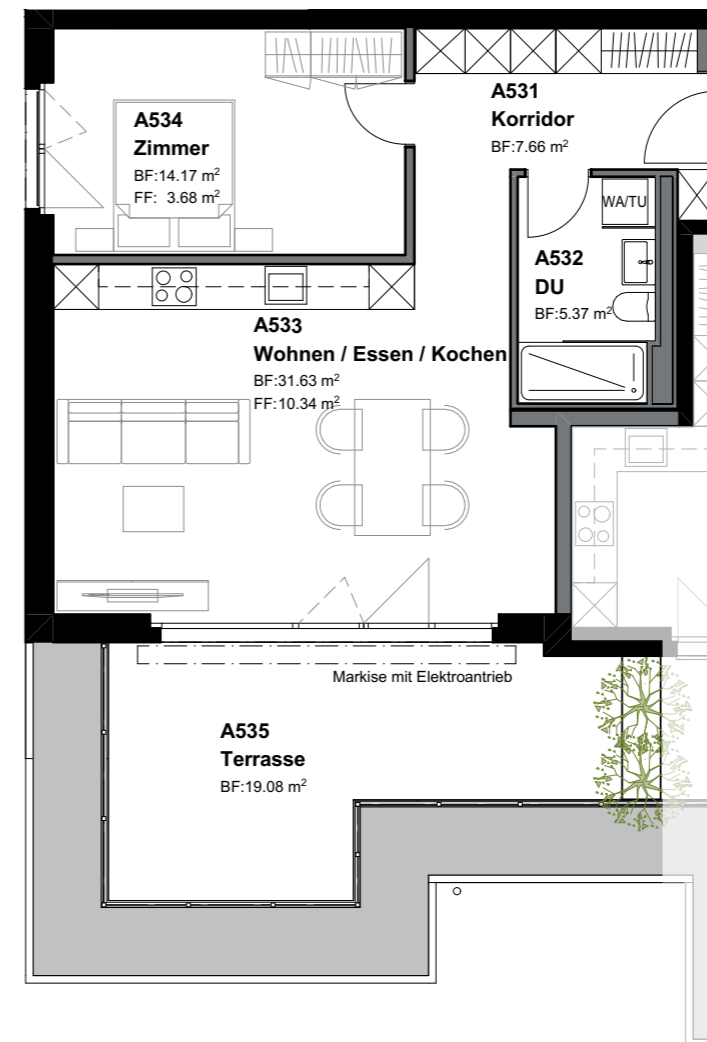 A531
Korridor
BF:7.66 m²
A534
Zimmer
BF:14.17 m²
FF: 3.68 m²
WA/TU
A532
DU
BF:5.37 m²
A533
Wohnen / Essen / Kochen
BF:31.63 m²
FF:10.34 m²
Markise mit Elektroantrieb
A535
Terrasse
BF:19.08 m²